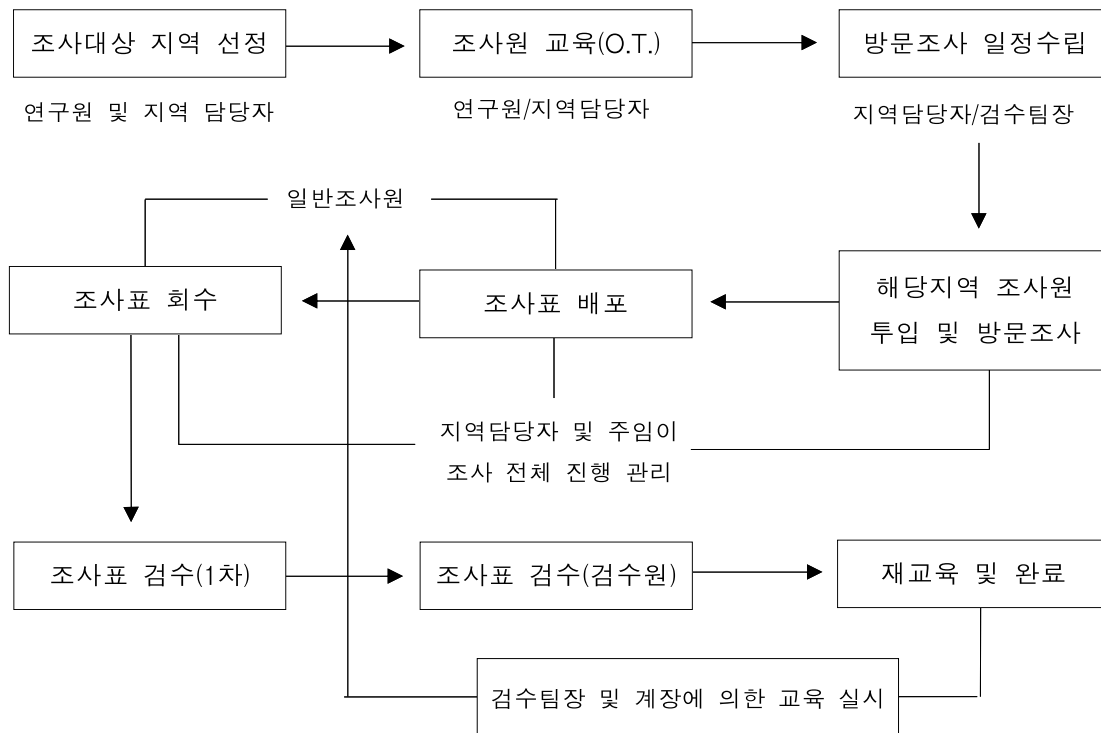 조사대상 지역 선정
조사원 교육(O.T.)
방문조사 일정수립
연구원 및 지역 담당자
연구원/지역담당자
지역담당자/검수팀장
일반조사원
조사표 회수
조사표 배포
해당지역 조사원
투입 및 방문조사
지역담당자 및 주임이
조사 전체 진행 관리
조사표 검수(1차)
조사표 검수(검수원)
재교육 및 완료
검수팀장 및 계장에 의한 교육 실시